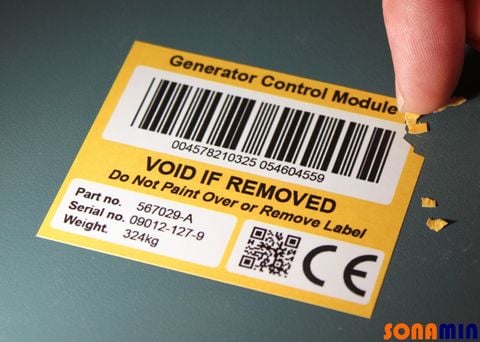 Generator Control Module
004578210325 054604559
VOID IF REMOVED
Do Not Paint Over or Remove Label
Part no. 567029-A
Serial no. 09012-127-9
Weight. 324kg
CE
SONAMIN